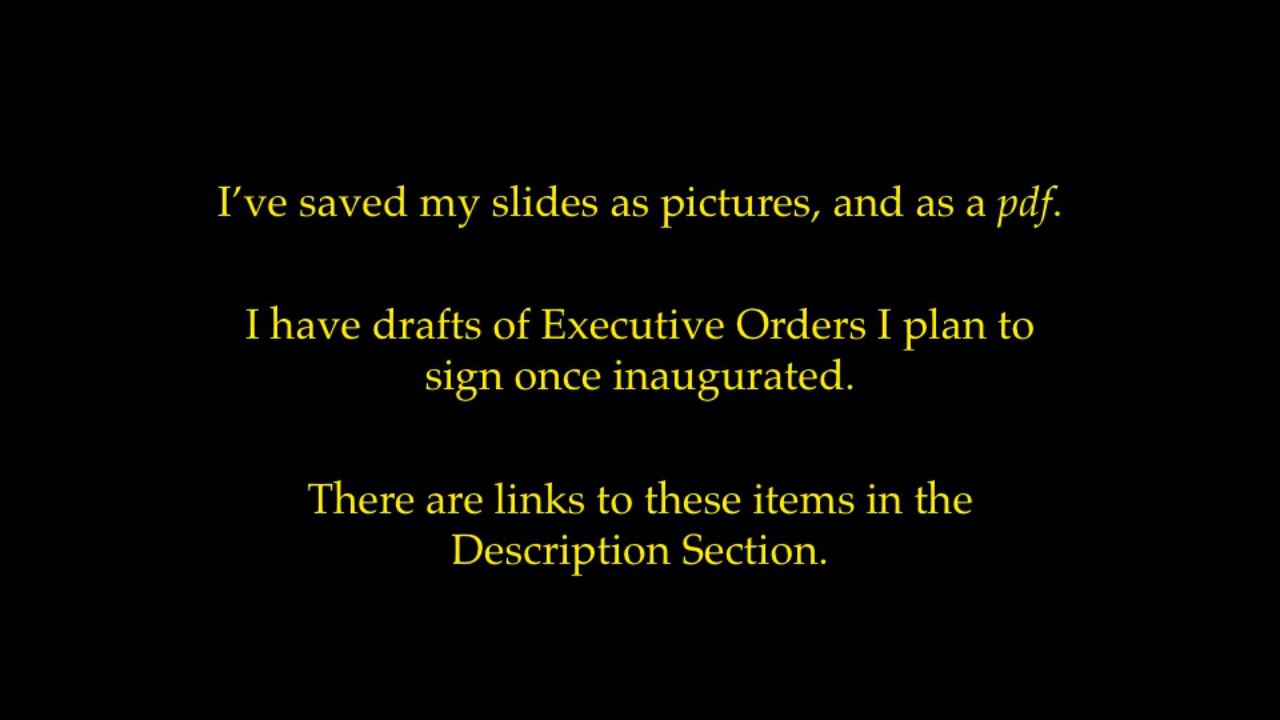 I’ve saved my slides as pictures, and as a pdf.
I have drafts of Executive Orders I plan to
sign once inaugurated.
There are links to these items in the
Description Section.